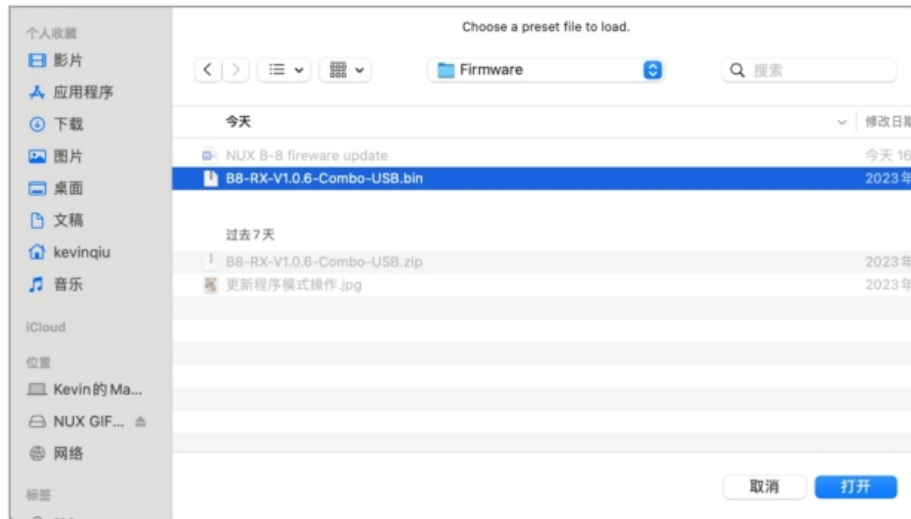 Choose a preset file to load.
个人收藏
影片
应用程序
下载
图片
桌面
文稿
kevinqiu
音乐
iCloud
位置
Kevin的 Ma...
NUX GIF...
网络
标签
Firmware
搜索
今天
修改日期
NUX B-8 fireware update
今天 16
B8-RX-V1.0.6-Combo-USB.bin
2023年
过去7天
B8-RX-V1.0.6-Combo-USB.zip
2023年
更新程序模式操作.jpg
2023年
取消
打开